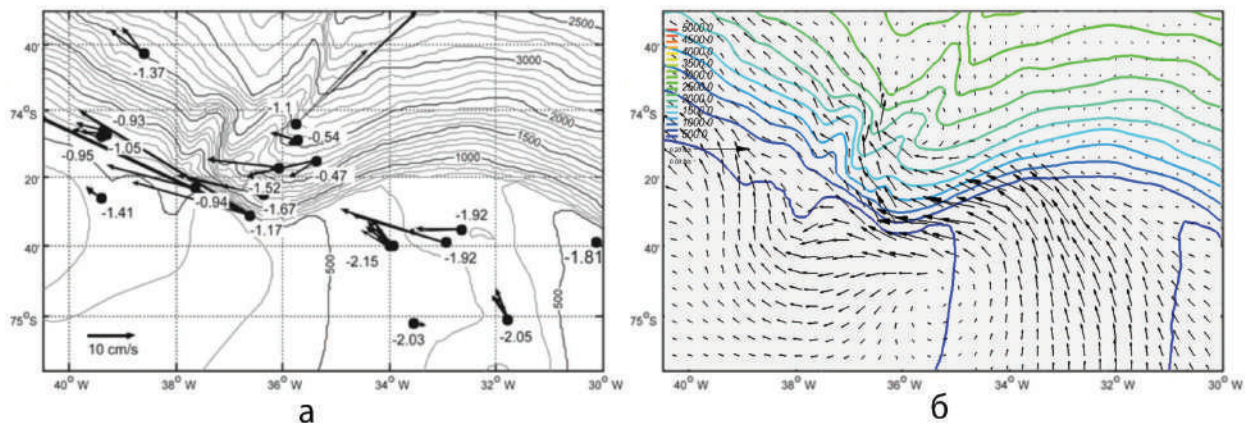 2500
40'
3000
-1.37
-1.1
74° S
-0.93
-0.54
2000
1500
-1.05
-0.95
1000
20'
-0.47
-1.52
-0.94
-1.67
-1.41
-1.17
-1.92
40'
-2.15
-1.92
-1.81
500
500
75° S
10 cm/s
-2.03
-2.05
40° W
38° W
36° W
34° W
32° W
30° W
а
5000.0
4500.0
4000.0
3500.0
3000.0
2500.0
2000.0
1500.0
1000.0
500.0
40'
74° S
20'
40'
75° S
40° W
38° W
36° W
34° W
32° W
30° W
б